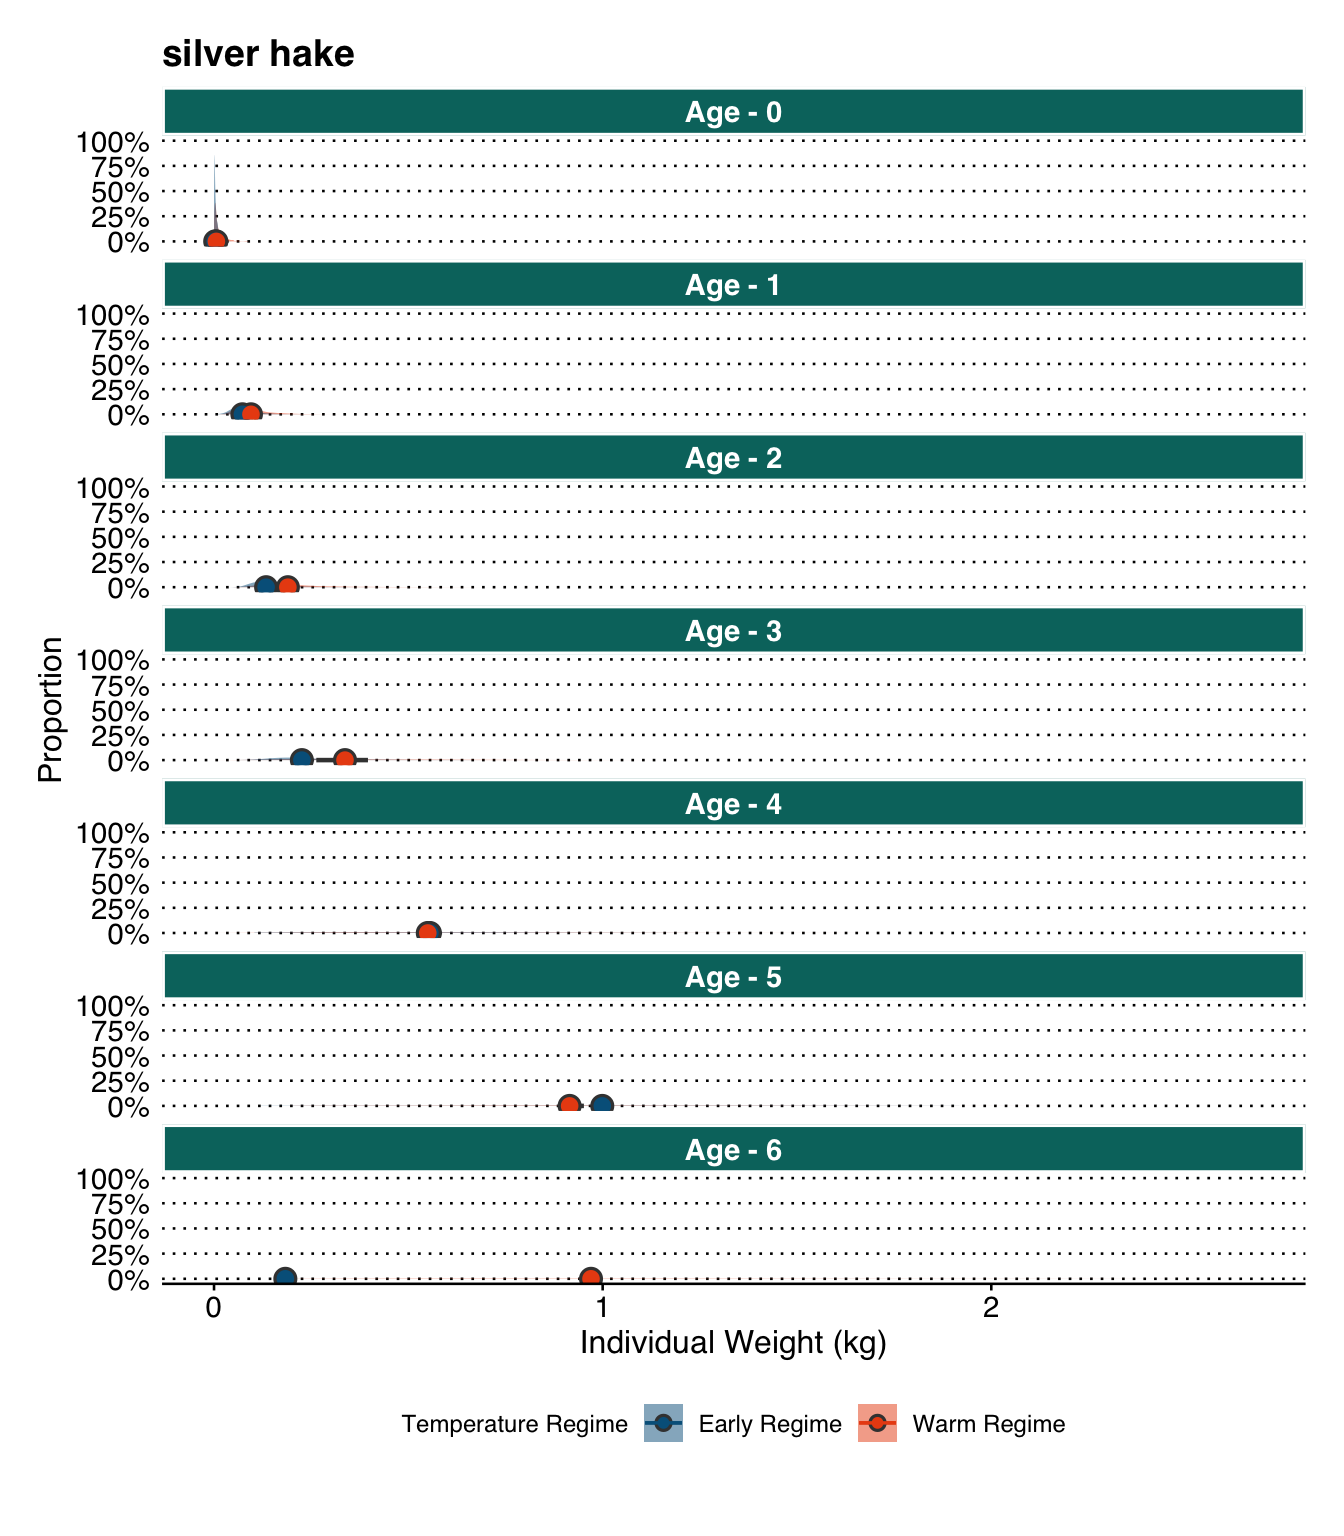 silver hake
Age - 0
100%
75%
50%
25%
0%
Age - 1
100%
75%
50%
25%
0%
Age - 2
100%
75%
50%
25%
0%
Age - 3
100%
75%
50%
25%
0%
Age - 4
100%
75%
50%
25%
0%
Age - 5
100%
75%
50%
25%
0%
Age - 6
100%
75%
50%
25%
0%
Proportion
0 1 2
Individual Weight (kg)
Temperature Regime Early Regime Warm Regime